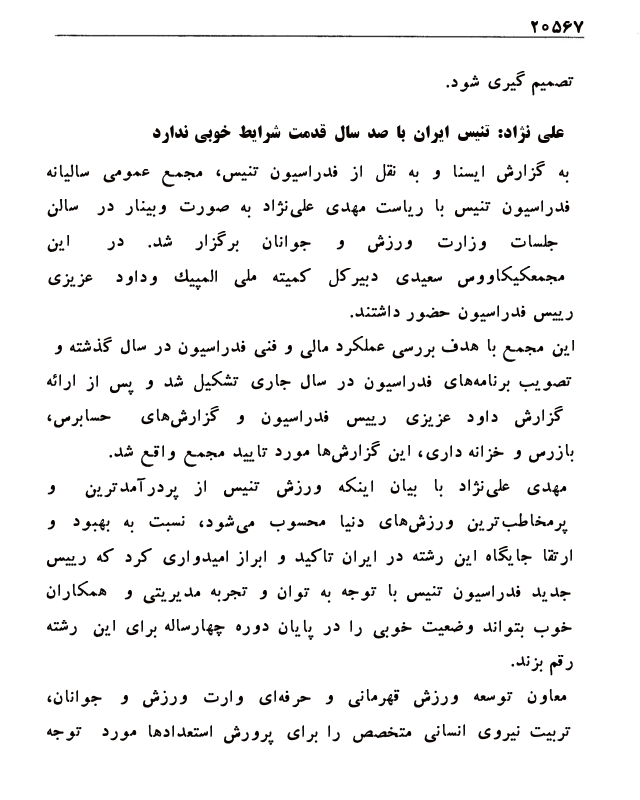 ۲۰۵۶۷
تصمیم گیری شود.
علی نژاد: تنیس ایران با صد سال قدمت شرایط خوبی ندارد
به گزارش ایسنا و به نقل از فدراسیون تنیس، مجمع عمومی سالیانه
فدراسیون تنیس با ریاست مهدی علی‌نژاد به صورت وبینار در سالن
جلسات وزارت ورزش و جوانان برگزار شد. در این
مجمعکیکاووس سعیدی دبیرکل کمیته ملی المپیك وداود عزیزی
رییس فدراسیون حضور داشتند.
این مجمع با هدف بررسی عملکرد مالی و فنی فدراسیون در سال گذشته و
تصویب برنامه‌های فدراسیون در سال جاری تشکیل شد و پس از ارائه
گزارش داود عزیزی رییس فدراسیون و گزارش‌های حسابرس،
بازرس و خزانه داری، این گزارش‌ها مورد تایید مجمع واقع شد.
مهدی علی‌نژاد با بیان اینکه ورزش تنیس از پردرآمدترین و
پرمخاطب‌ترین ورزش‌های دنیا محسوب می‌شود، نسبت به بهبود و
ارتقا جایگاه این رشته در ایران تاکید و ابراز امیدواری کرد که رییس
جدید فدراسیون تنیس با توجه به توان و تجربه مدیریتی و همکاران
خوب بتواند وضعیت خوبی را در پایان دوره چهارساله برای این رشته
رقم بزند.
معاون توسعه ورزش قهرمانی و حرفه‌ای وارت ورزش و جوانان،
تربیت نیروی انسانی متخصص را برای پرورش استعدادها مورد توجه